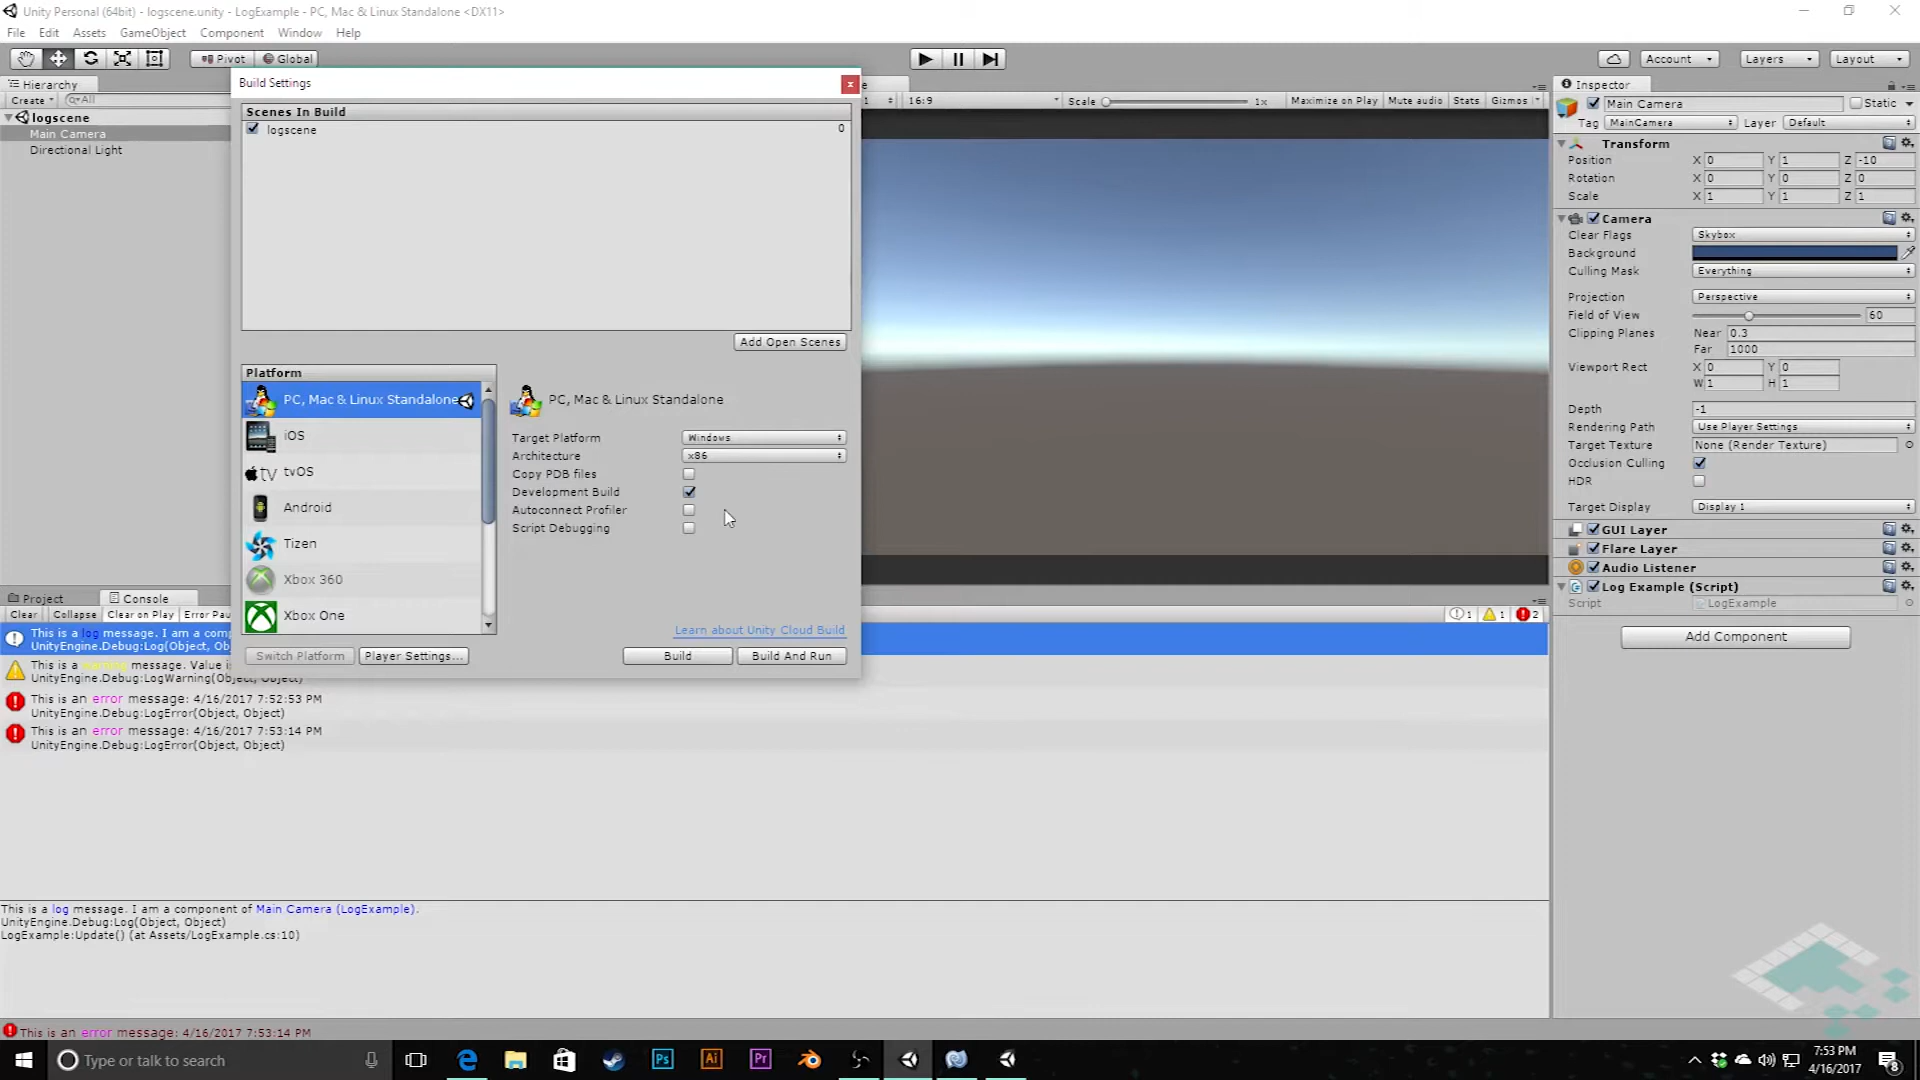 Unity Personal (64bit) - logscene.unity - LogExample - PC, Mac & Linux Standalone <DX11>
File Edit Assets GameObject Component Window Help
Pivot Global Account Layers Layout
Hierarchy
Create All
logscene
Main Camera
Directional Light
Build Settings
Scenes In Build
logscene 0
Add Open Scenes
Platform
PC, Mac & Linux Standalone
iOS
tvOS
Android
Tizen
Xbox 360
Xbox One
PC, Mac & Linux Standalone
Target Platform Windows
Architecture x86
Copy PDB files
Development Build
Autoconnect Profiler
Script Debugging
Learn about Unity Cloud Build
Switch Platform Player Settings... Build Build And Run
16:9 Scale 1x Maximize on Play Mute audio Stats Gizmos
Inspector
Main Camera Static
Tag MainCamera Layer Default
Transform
Position X 0 Y 1 Z -10
Rotation X 0 Y 0 Z 0
Scale X 1 Y 1 Z 1
Camera
Clear Flags Skybox
Background
Culling Mask Everything
Projection Perspective
Field of View 60
Clipping Planes Near 0.3
Far 1000
Viewport Rect X 0 Y 0
W 1 H 1
Depth -1
Rendering Path Use Player Settings
Target Texture None (Render Texture)
Occlusion Culling
HDR
Target Display Display 1
GUI Layer
Flare Layer
Audio Listener
Log Example (Script)
Script LogExample
Add Component
Project Console
Clear Collapse Clear on Play Error Pau 1 1 2
This is a log message. I am a comp
UnityEngine.Debug:Log(Object, Ob
This is a warning message. Value is
UnityEngine.Debug:LogWarning(Object, Object)
This is an error message: 4/16/2017 7:52:53 PM
UnityEngine.Debug:LogError(Object, Object)
This is an error message: 4/16/2017 7:53:14 PM
UnityEngine.Debug:LogError(Object, Object)
This is a log message. I am a component of Main Camera (LogExample).
UnityEngine.Debug:Log(Object, Object)
LogExample:Update() (at Assets/LogExample.cs:10)
This is an error message: 4/16/2017 7:53:14 PM
Type or talk to search
Ps Ai Pr
7:53 PM
4/16/2017
8